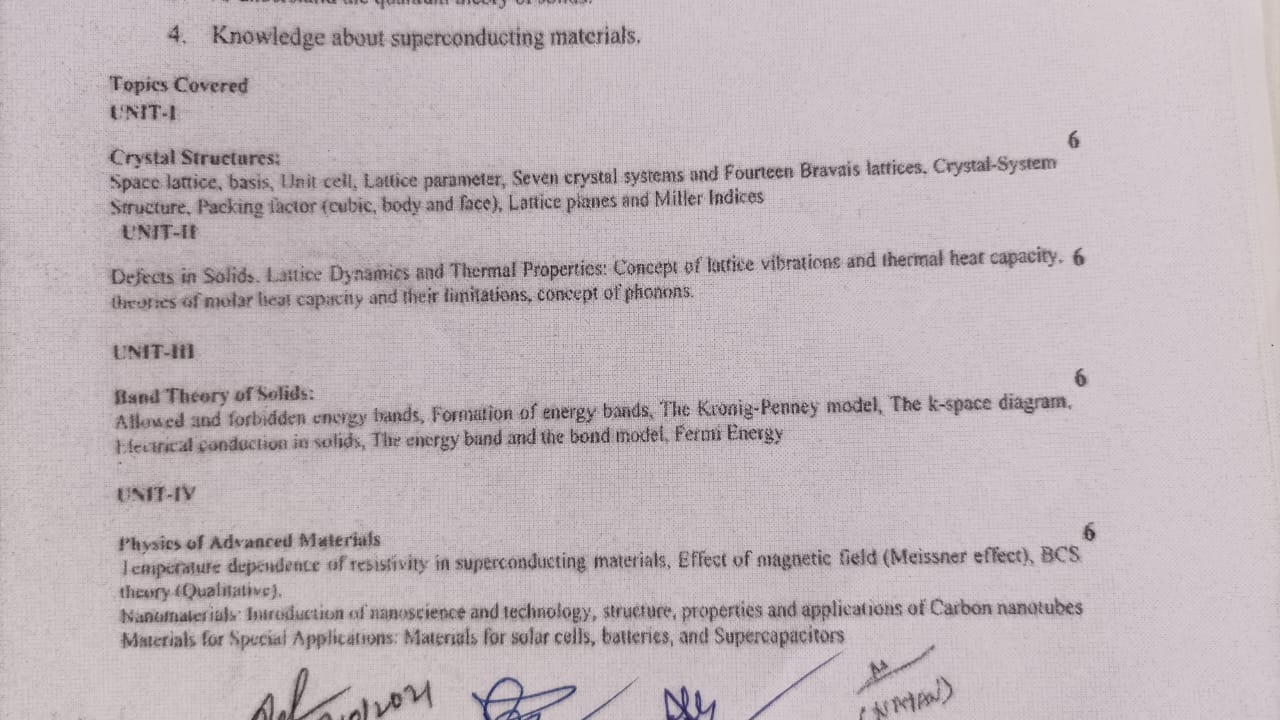 understand the quantum theory of solids.
4. Knowledge about superconducting materials.
Topics Covered
UNIT-I
6
Crystal Structures:
Space lattice, basis, Unit cell, Lattice parameter, Seven crystal systems and Fourteen Bravais lattices, Crystal-System
Structure, Packing factor (cubic, body and face), Lattice planes and Miller Indices
UNIT-II
Defects in Solids. Lattice Dynamics and Thermal Properties: Concept of lattice vibrations and thermal heat capacity. 6
theories of molar heat capacity and their limitations, concept of phonons.
UNIT-III
6
Band Theory of Solids:
Allowed and forbidden energy bands, Formation of energy bands, The Kronig-Penney model, The k-space diagram,
Electrical conduction in solids, The energy band and the bond model, Fermi Energy
UNIT-IV
6
Physics of Advanced Materials
Temperature dependence of resistivity in superconducting materials, Effect of magnetic field (Meissner effect), BCS
theory (Qualitative),
Nanomaterials: Introduction of nanoscience and technology, structure, properties and applications of Carbon nanotubes
Materials for Special Applications: Materials for solar cells, batteries, and Supercapacitors
(NAYAN)